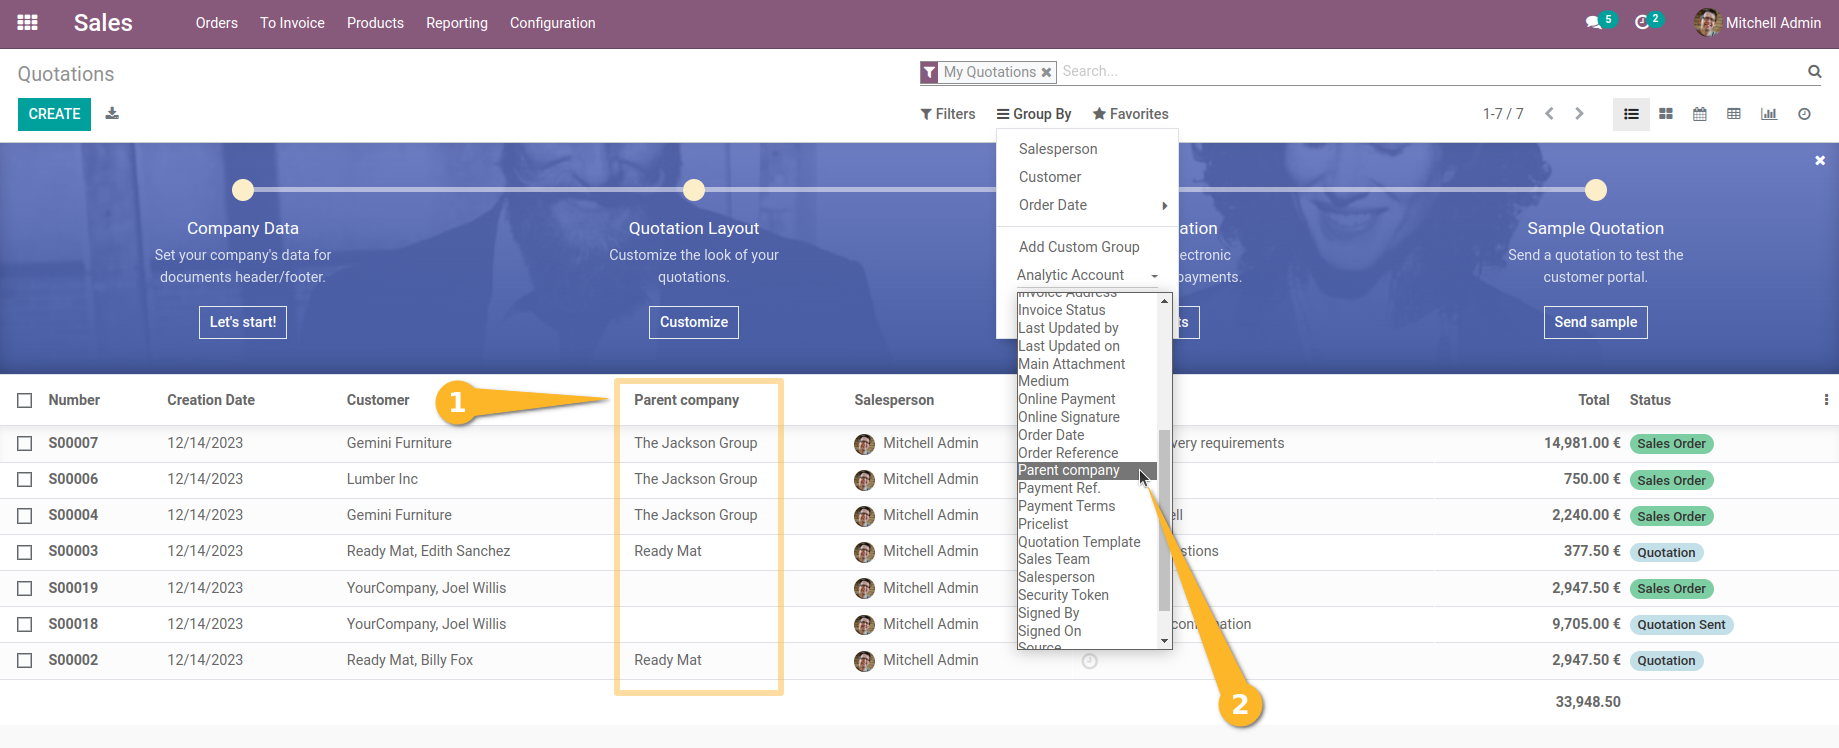 Sales Orders To Invoice Products Reporting Configuration 5 2 Mitchell Admin
Quotations My Quotations Search...
CREATE Filters Group By Favorites 1-7 / 7
Salesperson
Customer
Order Date
Add Custom Group
Analytic Account
Invoice Address
Invoice Status
Last Updated by
Last Updated on
Main Attachment
Medium
Online Payment
Online Signature
Order Date
Order Reference
Parent company
Payment Ref.
Payment Terms
Pricelist
Quotation Template
Sales Team
Salesperson
Security Token
Signed By
Signed On
Source
Company Data
Set your company's data for
documents header/footer.
Let's start!
Quotation Layout
Customize the look of your
quotations.
Customize
ation
ectronic
payments.
ts
Sample Quotation
Send a quotation to test the
customer portal.
Send sample
1
2
Number Creation Date Customer Parent company Salesperson Total Status
S00007 12/14/2023 Gemini Furniture The Jackson Group Mitchell Admin very requirements 14,981.00 € Sales Order
S00006 12/14/2023 Lumber Inc The Jackson Group Mitchell Admin 750.00 € Sales Order
S00004 12/14/2023 Gemini Furniture The Jackson Group Mitchell Admin ell 2,240.00 € Sales Order
S00003 12/14/2023 Ready Mat, Edith Sanchez Ready Mat Mitchell Admin stions 377.50 € Quotation
S00019 12/14/2023 YourCompany, Joel Willis Mitchell Admin 2,947.50 € Sales Order
S00018 12/14/2023 YourCompany, Joel Willis Mitchell Admin 9,705.00 € Quotation Sent
S00002 12/14/2023 Ready Mat, Billy Fox Ready Mat Mitchell Admin 2,947.50 € Quotation
33,948.50